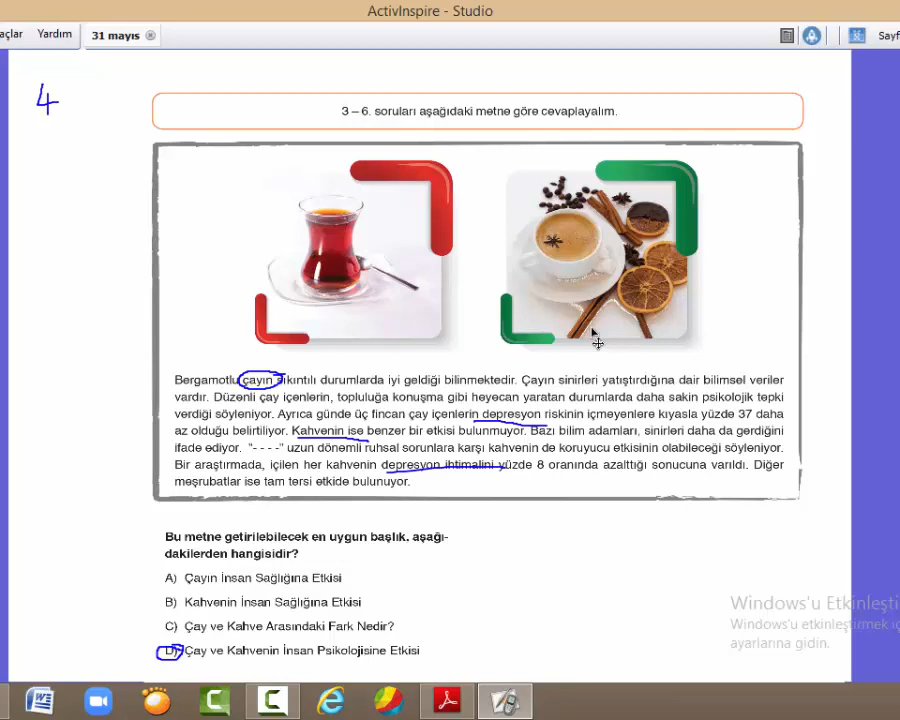 ActivInspire - Studio
açlar Yardım 31 mayıs Sayf
4
3 – 6. soruları aşağıdaki metne göre cevaplayalım.
Bergamotlu çayın sıkıntılı durumlarda iyi geldiği bilinmektedir. Çayın sinirleri yatıştırdığına dair bilimsel veriler
vardır. Düzenli çay içenlerin, topluluğa konuşma gibi heyecan yaratan durumlarda daha sakin psikolojik tepki
verdiği söyleniyor. Ayrıca günde üç fincan çay içenlerin depresyon riskinin içmeyenlere kıyasla yüzde 37 daha
az olduğu belirtiliyor. Kahvenin ise benzer bir etkisi bulunmuyor. Bazı bilim adamları, sinirleri daha da gerdiğini
ifade ediyor. "- - - -" uzun dönemli ruhsal sorunlara karşı kahvenin de koruyucu etkisinin olabileceği söyleniyor.
Bir araştırmada, içilen her kahvenin depresyon ihtimalini yüzde 8 oranında azalttığı sonucuna varıldı. Diğer
meşrubatlar ise tam tersi etkide bulunuyor.
Bu metne getirilebilecek en uygun başlık, aşağı-
dakilerden hangisidir?
A) Çayın İnsan Sağlığına Etkisi
B) Kahvenin İnsan Sağlığına Etkisi
C) Çay ve Kahve Arasındaki Fark Nedir?
D) Çay ve Kahvenin İnsan Psikolojisine Etkisi
Windows'u Etkinleşti
Windows'u etkinleştirmek iç
ayarlarına gidin.